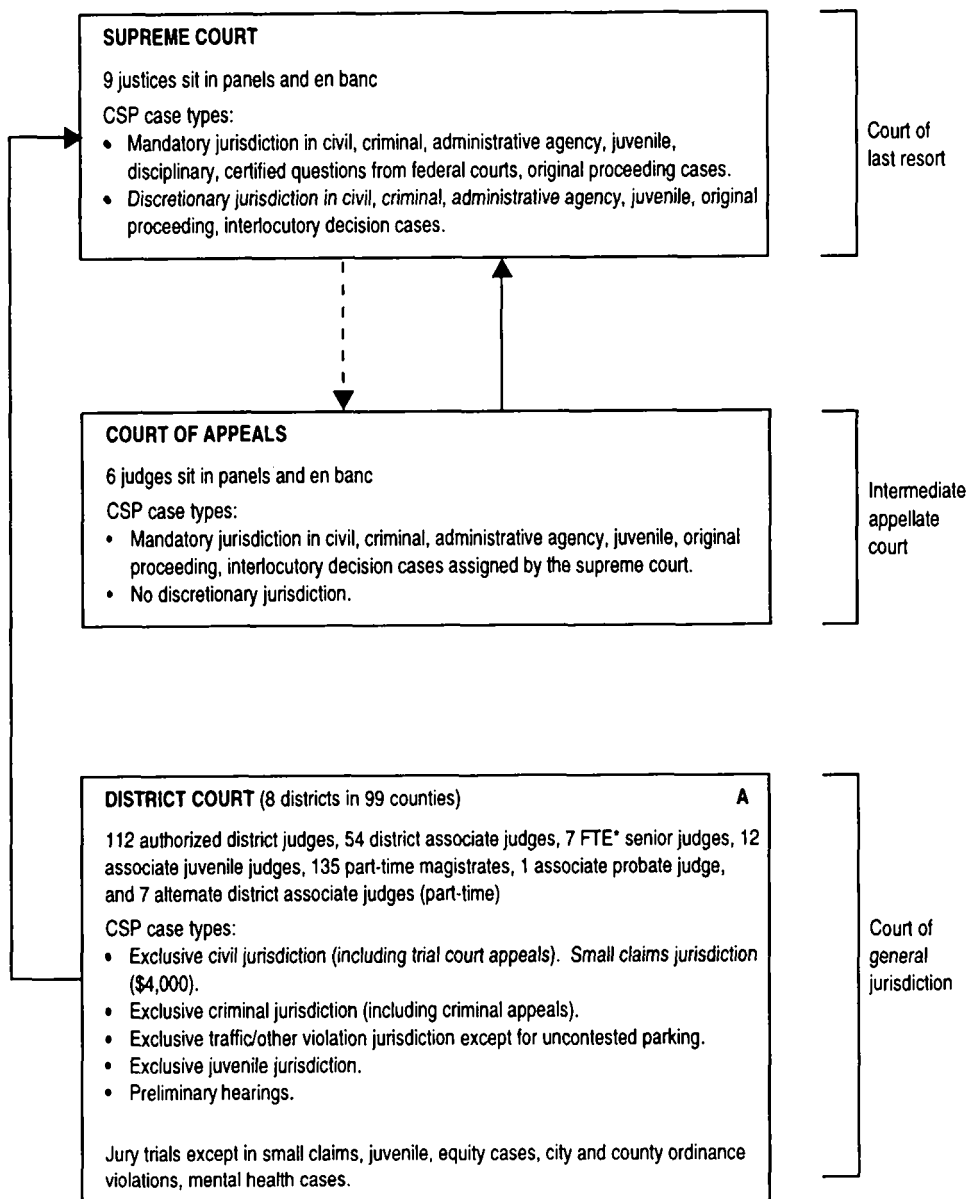 SUPREME COURT
9 justices sit in panels and en banc
CSP case types:
• Mandatory jurisdiction in civil, criminal, administrative agency, juvenile,
disciplinary, certified questions from federal courts, original proceeding cases.
• Discretionary jurisdiction in civil, criminal, administrative agency, juvenile, original
proceeding, interlocutory decision cases.
Court of
last resort
COURT OF APPEALS
6 judges sit in panels and en banc
CSP case types:
• Mandatory jurisdiction in civil, criminal, administrative agency, juvenile, original
proceeding, interlocutory decision cases assigned by the supreme court.
• No discretionary jurisdiction.
Intermediate
appellate
court
DISTRICT COURT (8 districts in 99 counties) A
112 authorized district judges, 54 district associate judges, 7 FTE* senior judges, 12
associate juvenile judges, 135 part-time magistrates, 1 associate probate judge,
and 7 alternate district associate judges (part-time)
CSP case types:
• Exclusive civil jurisdiction (including trial court appeals). Small claims jurisdiction
($4,000).
• Exclusive criminal jurisdiction (including criminal appeals).
• Exclusive traffic/other violation jurisdiction except for uncontested parking.
• Exclusive juvenile jurisdiction.
• Preliminary hearings.
Jury trials except in small claims, juvenile, equity cases, city and county ordinance
violations, mental health cases.
Court of
general
jurisdiction